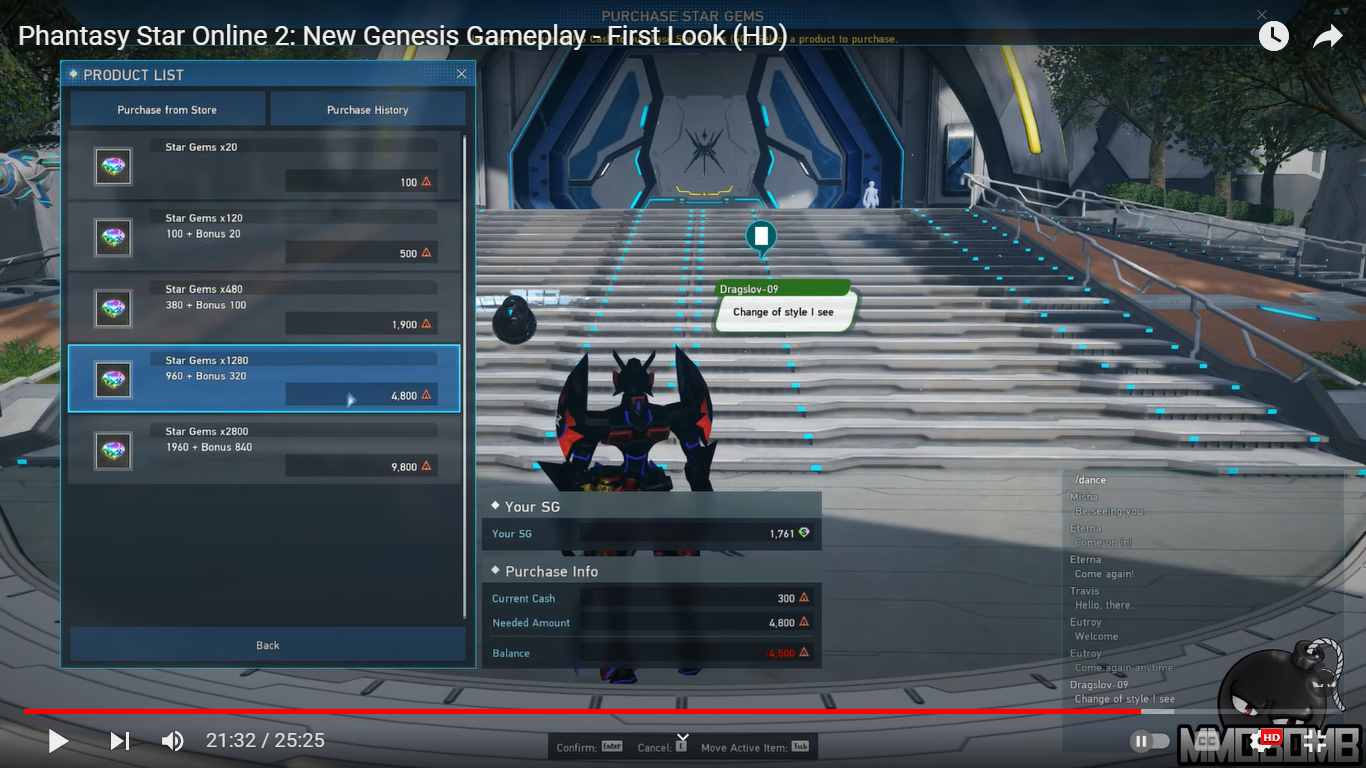 PURCHASE STAR GEMS
Phantasy Star Online 2: New Genesis Gameplay - First Look (HD)
a product to purchase.
PRODUCT LIST
Purchase from Store
Purchase History
Star Gems x20
100
Star Gems x120
100 + Bonus 20
500
Star Gems x480
380 + Bonus 100
1,900
Star Gems x1280
960 + Bonus 320
4,800
Star Gems x2800
1960 + Bonus 840
9,800
Back
Dragslov-09
Change of style I see
Your SG
Your SG 1,761
Purchase Info
Current Cash 300
Needed Amount 4,800
Balance -4,500
/dance
Misha
Be seeing you.
Eterna
Come on in!
Eterna
Come again!
Travis
Hello, there.
Eutroy
Welcome.
Eutroy
Come again anytime.
Dragslov-09
Change of style I see
21:32 / 25:25
Confirm: Enter Cancel: Move Active Item: Tab
CC
HD
MMOBOMB